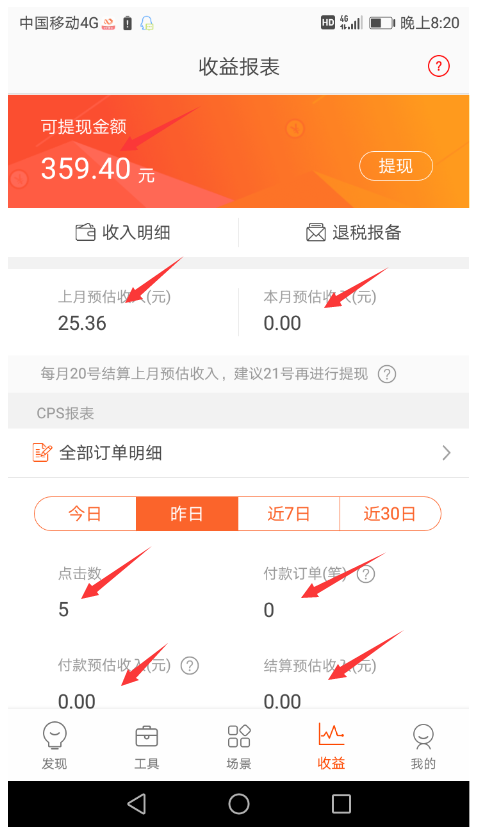 中国移动4G HD 4G 晚上8:20
收益报表 ?
可提现金额
359.40 元 提现
收入明细 退税报备
上月预估收入(元) 本月预估收入(元)
25.36 0.00
每月20号结算上月预估收入，建议21号再进行提现 ?
CPS报表
全部订单明细
今日 昨日 近7日 近30日
点击数 付款订单(笔) ?
5 0
付款预估收入(元) ? 结算预估收入(元)
0.00 0.00
发现 工具 场景 收益 我的